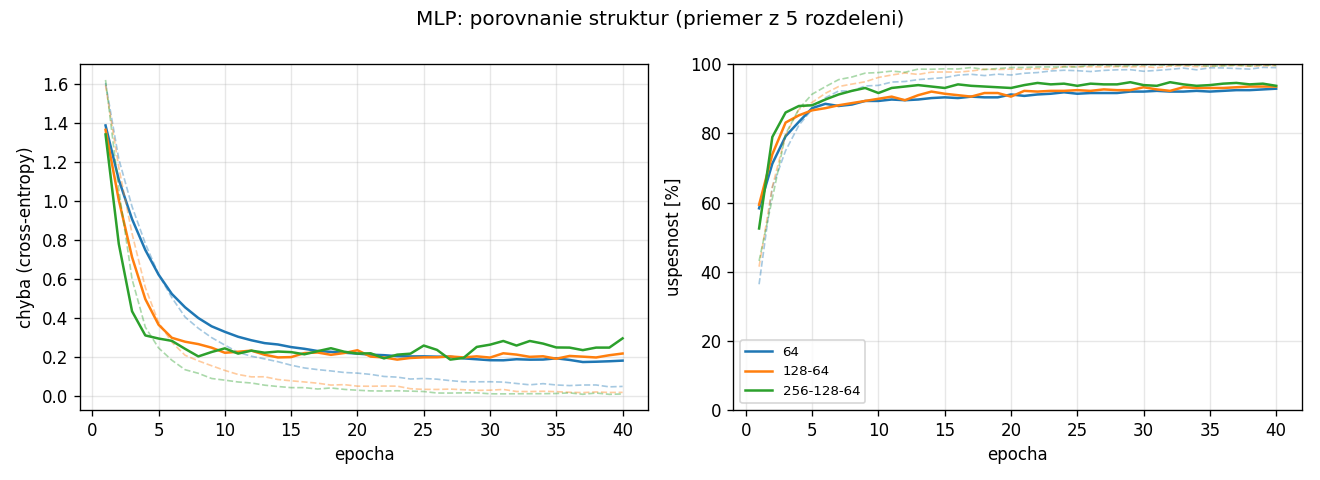 MLP: porovnanie struktur (priemer z 5 rozdeleni)
chyba (cross-entropy)
1.6
1.4
1.2
1.0
0.8
0.6
0.4
0.2
0.0
0 5 10 15 20 25 30 35 40
epocha
uspesnost [%]
100
80
60
40
20
0
64
128-64
256-128-64
0 5 10 15 20 25 30 35 40
epocha